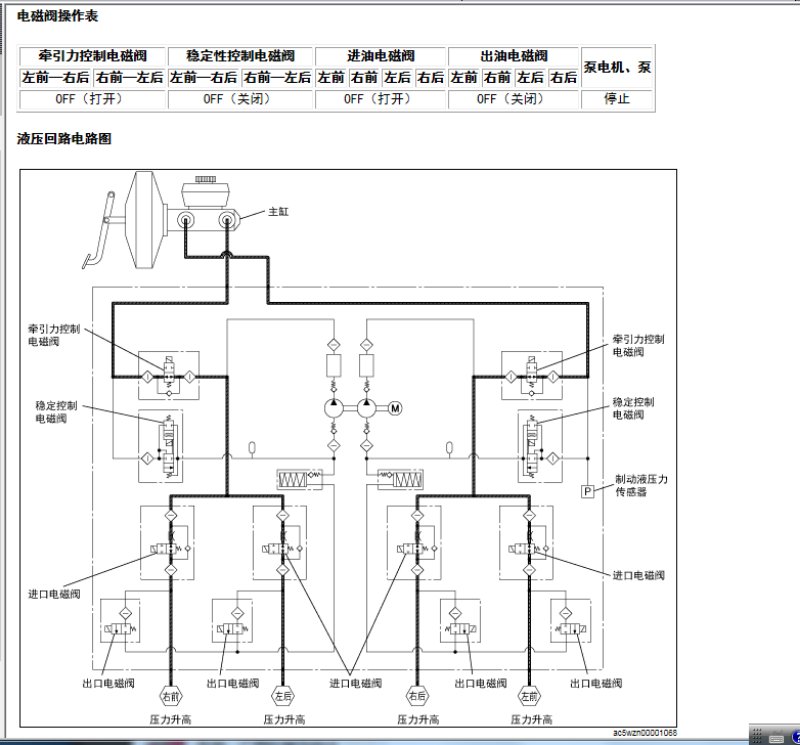 电磁阀操作表
牵引力控制电磁阀 稳定性控制电磁阀 进油电磁阀 出油电磁阀 泵电机、泵
左前—右后 右前—左后 左前—右后 右前—左后 左前 右前 左后 右后 左前 右前 左后 右后
OFF（打开） OFF（关闭） OFF（打开） OFF（关闭） 停止
液压回路电路图
主缸
牵引力控制
电磁阀
牵引力控制
电磁阀
稳定控制
电磁阀
稳定控制
电磁阀
M
P
制动液压力
传感器
进口电磁阀
进口电磁阀
出口电磁阀 出口电磁阀 进口电磁阀 出口电磁阀 出口电磁阀
右前 左后 右后 左前
压力升高 压力升高 压力升高 压力升高
ac5wzn00001068